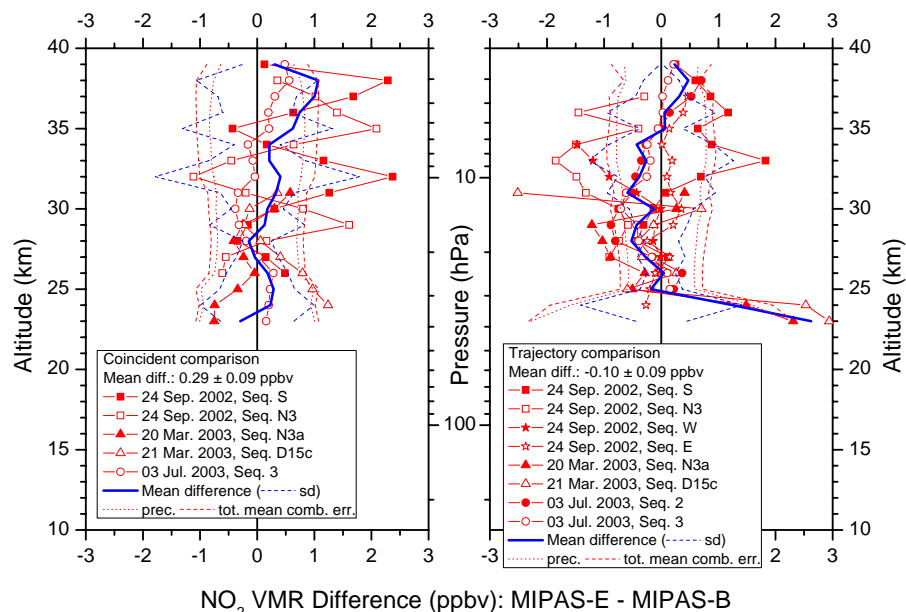 -3 -2 -1 0 1 2 3
-3 -2 -1 0 1 2 3
40
35
30
25
20
15
10
Altitude (km)
Coincident comparison
Mean diff.: 0.29 ± 0.09 ppbv
24 Sep. 2002, Seq. S
24 Sep. 2002, Seq. N3
20 Mar. 2003, Seq. N3a
21 Mar. 2003, Seq. D15c
03 Jul. 2003, Seq. 3
Mean difference ( sd)
prec. tot. mean comb. err.
-3 -2 -1 0 1 2 3
10
100
Pressure (hPa)
Trajectory comparison
Mean diff.: -0.10 ± 0.09 ppbv
24 Sep. 2002, Seq. S
24 Sep. 2002, Seq. N3
24 Sep. 2002, Seq. W
24 Sep. 2002, Seq. E
20 Mar. 2003, Seq. N3a
21 Mar. 2003, Seq. D15c
03 Jul. 2003, Seq. 2
03 Jul. 2003, Seq. 3
Mean difference ( sd)
prec. tot. mean comb. err.
40
35
30
25
20
15
10
Altitude (km)
-3 -2 -1 0 1 2 3
NO2 VMR Difference (ppbv): MIPAS-E - MIPAS-B